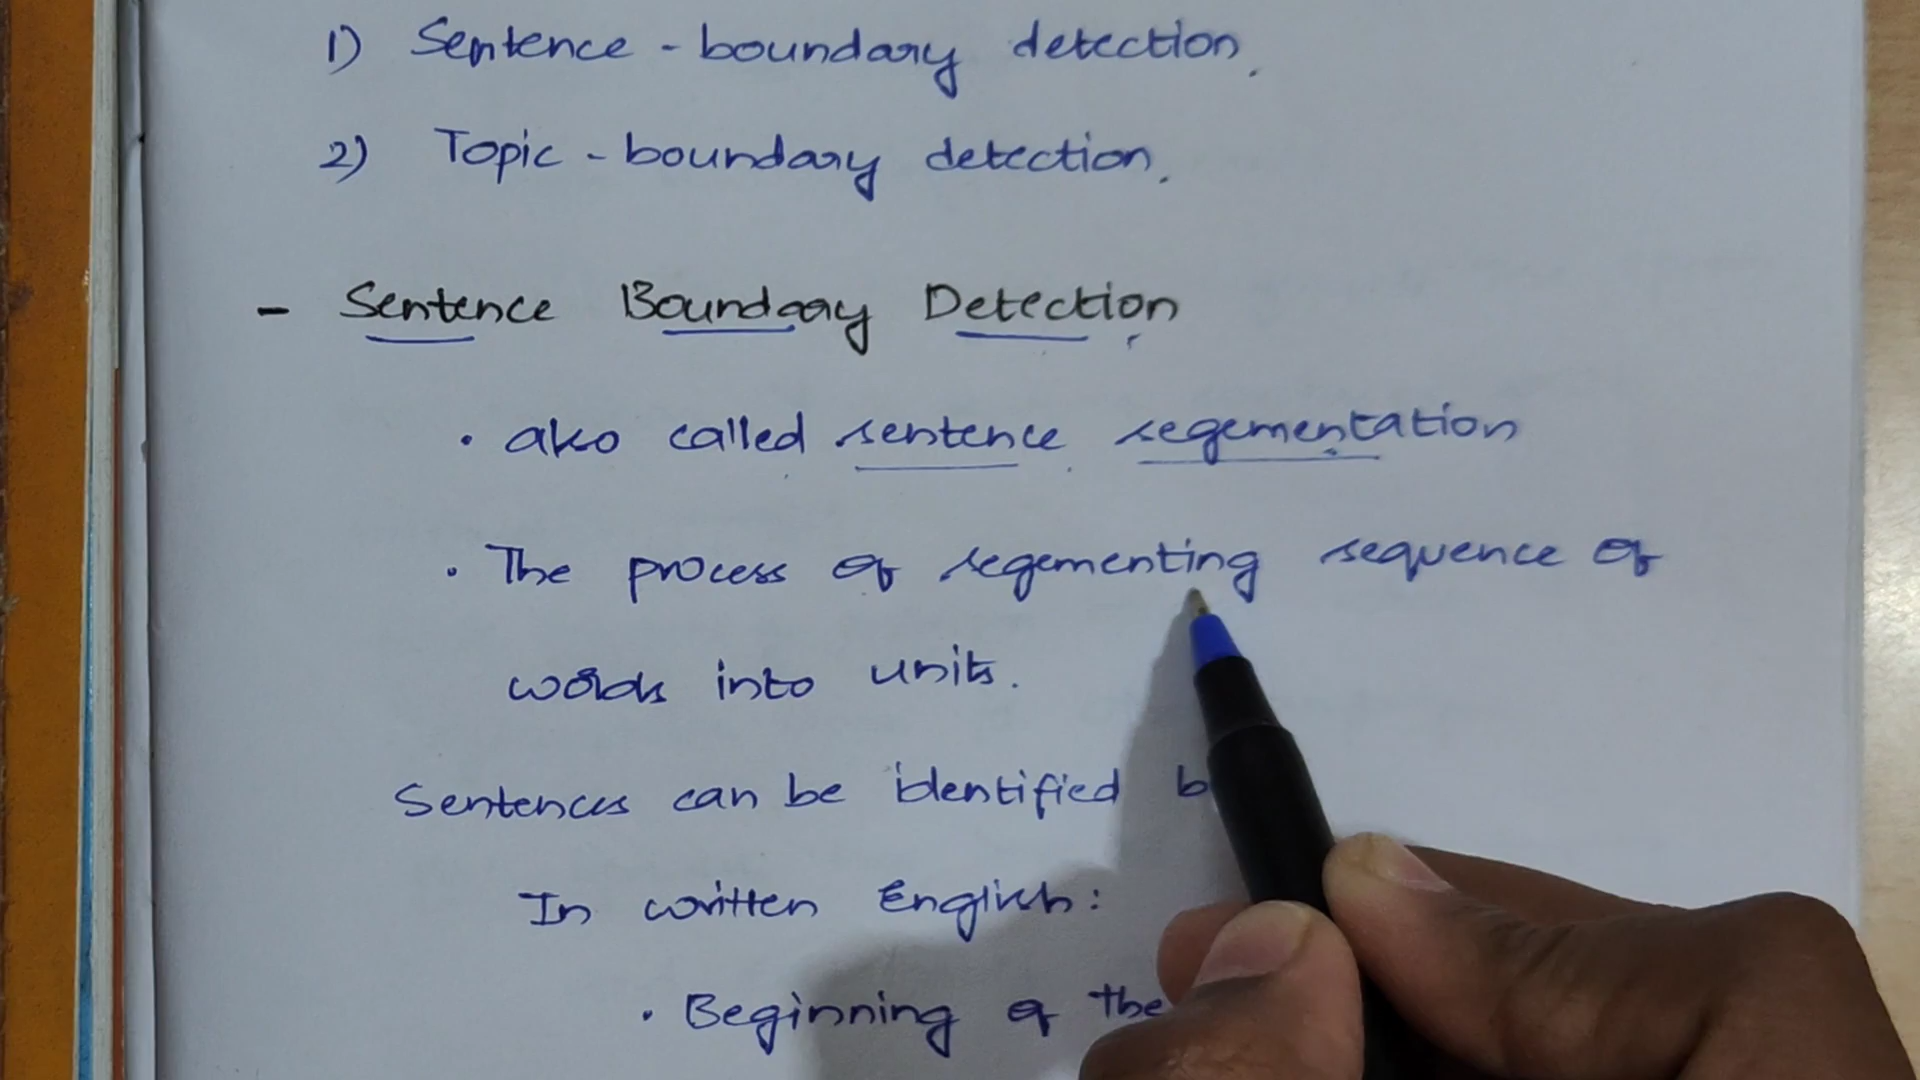 1) Sentence - boundary detection.
2) Topic - boundary detection.
- Sentence Boundary Detection
• also called sentence segementation
• The process of segementing sequence of
words into units.
Sentences can be identified
In written English:
• Beginning of the